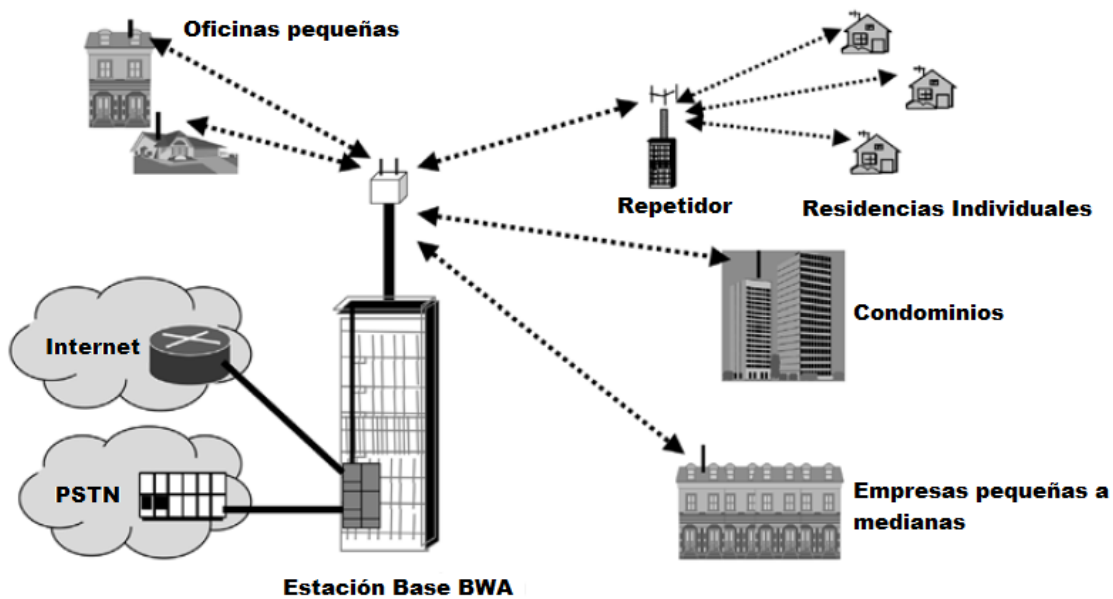 Oficinas pequeñas
Repetidor
Residencias Individuales
Condominios
Internet
PSTN
Empresas pequeñas a
medianas
Estación Base BWA